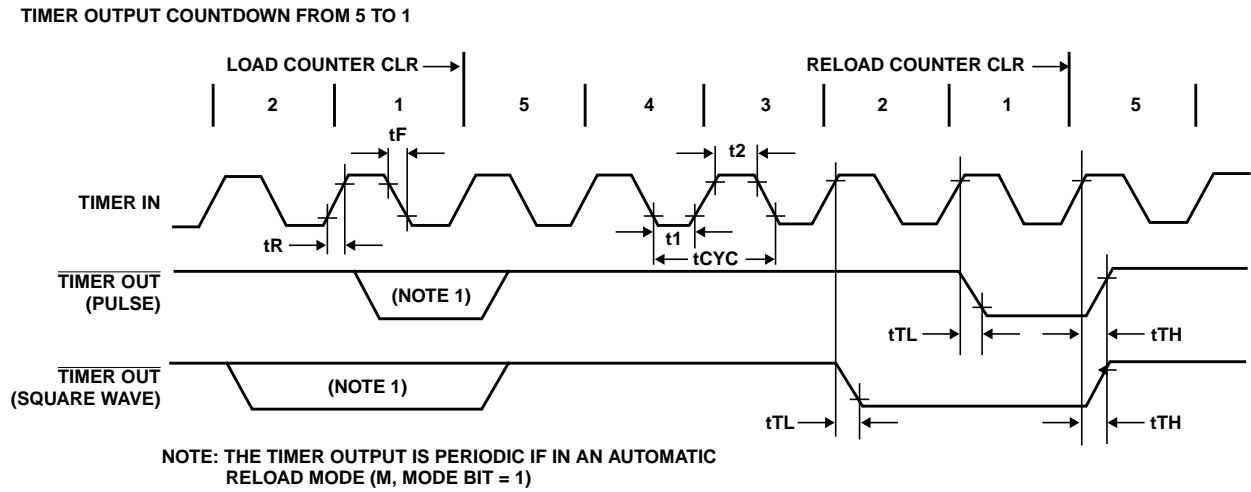 TIMER OUTPUT COUNTDOWN FROM 5 TO 1
LOAD COUNTER CLR
RELOAD COUNTER CLR
2
1
5
4
3
2
1
5
tF
t2
TIMER IN
tR
t1
tCYC
TIMER OUT
(PULSE)
(NOTE 1)
tTL
tTH
TIMER OUT
(SQUARE WAVE)
(NOTE 1)
tTL
tTH
NOTE: THE TIMER OUTPUT IS PERIODIC IF IN AN AUTOMATIC
RELOAD MODE (M, MODE BIT = 1)